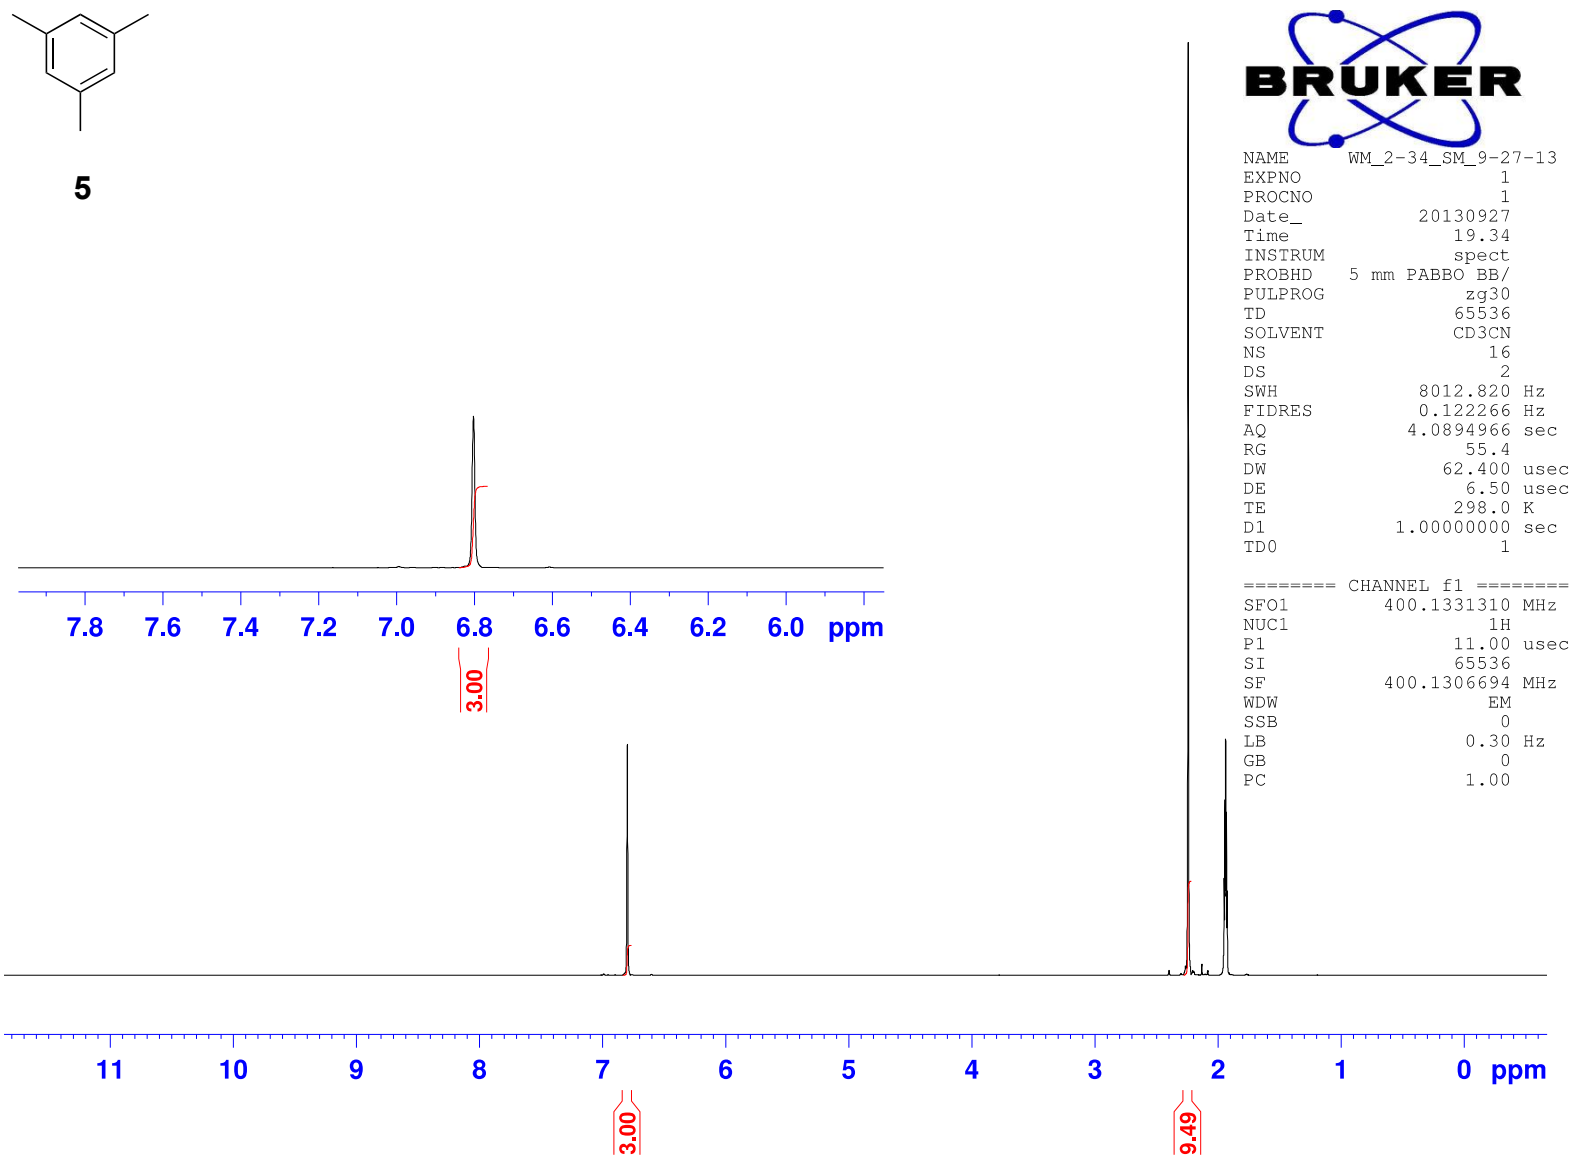 5
BRUKER
NAME WM_2-34_SM_9-27-13
EXPNO 1
PROCNO 1
Date_ 20130927
Time 19.34
INSTRUM spect
PROBHD 5 mm PABBO BB/
PULPROG zg30
TD 65536
SOLVENT CD3CN
NS 16
DS 2
SWH 8012.820 Hz
FIDRES 0.122266 Hz
AQ 4.0894966 sec
RG 55.4
DW 62.400 usec
DE 6.50 usec
TE 298.0 K
D1 1.00000000 sec
TD0 1
======== CHANNEL f1 ========
SFO1 400.1331310 MHz
NUC1 1H
P1 11.00 usec
SI 65536
SF 400.1306694 MHz
WDW EM
SSB 0
LB 0.30 Hz
GB 0
PC 1.00
7.8 7.6 7.4 7.2 7.0 6.8 6.6 6.4 6.2 6.0 ppm
3.00
11 10 9 8 7 6 5 4 3 2 1 0 ppm
3.00 9.49